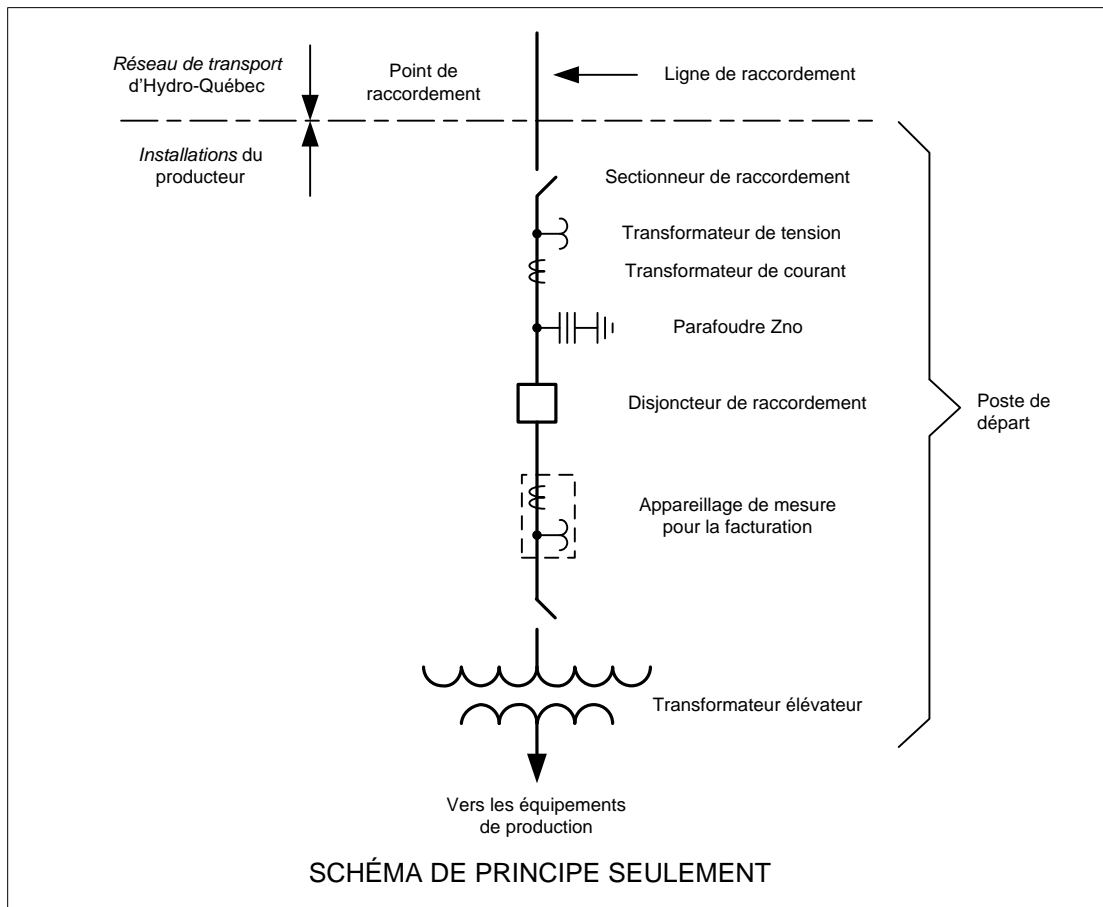 Réseau de transport
d'Hydro-Québec
Point de
raccordement
Ligne de raccordement
Installations du
producteur
Sectionneur de raccordement
Transformateur de tension
Transformateur de courant
Parafoudre Zno
Disjoncteur de raccordement
Poste de
départ
Appareillage de mesure
pour la facturation
Transformateur élévateur
Vers les équipements
de production
SCHÉMA DE PRINCIPE SEULEMENT